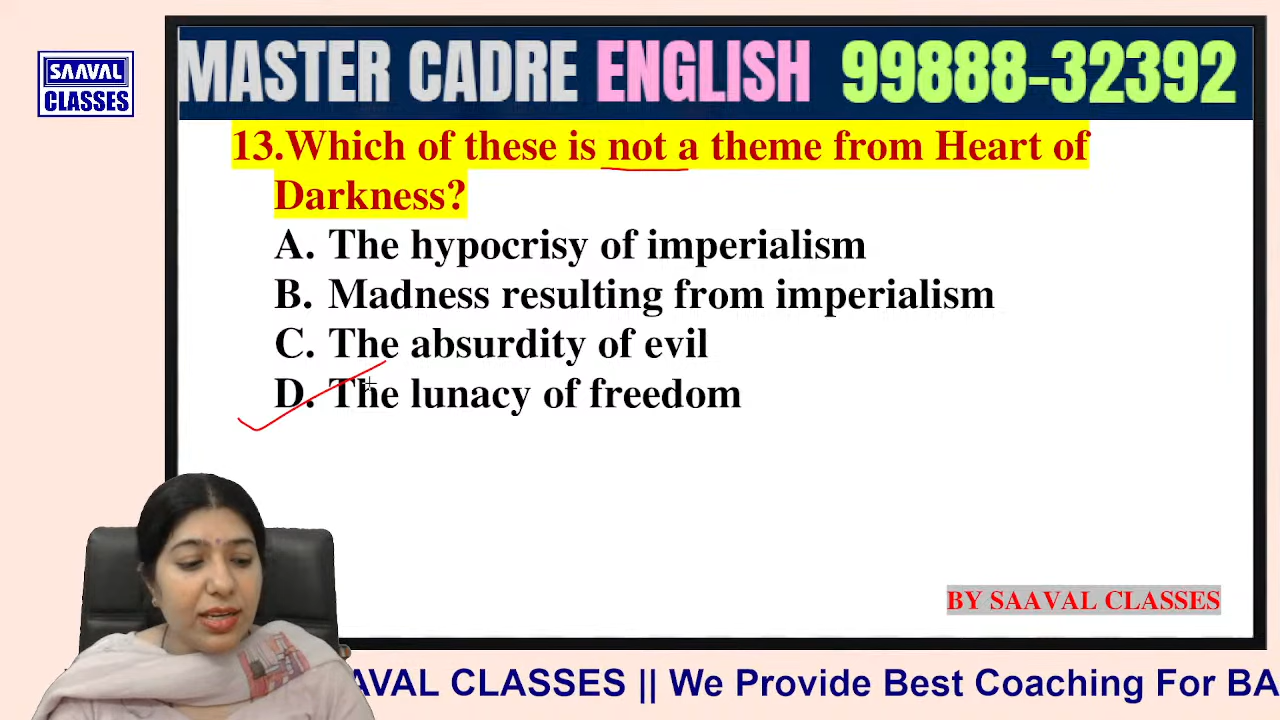 SAAVAL
CLASSES
MASTER CADRE ENGLISH 99888-32392
13.Which of these is not a theme from Heart of
Darkness?
A. The hypocrisy of imperialism
B. Madness resulting from imperialism
C. The absurdity of evil
D. The lunacy of freedom
BY SAAVAL CLASSES
AVAL CLASSES || We Provide Best Coaching For BA